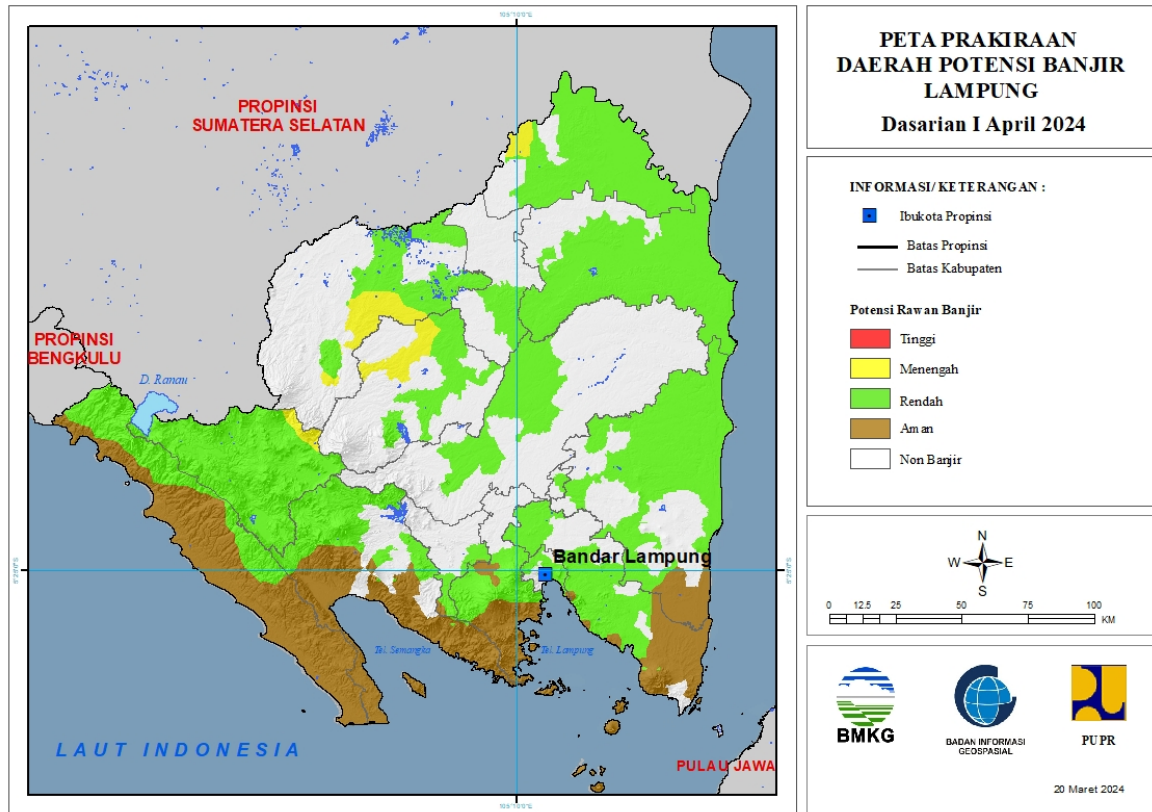 105°10'0"E
PROPINSI
SUMATERA SELATAN
PROPINSI
BENGKULU
D. Ranau
Bandar Lampung
Tel. Semangka
Tel. Lampung
LAUT INDONESIA
PULAU JAWA
PETA PRAKIRAAN
DAERAH POTENSI BANJIR
LAMPUNG
Dasarian I April 2024
INFORMASI/KETERANGAN :
Ibukota Propinsi
Batas Propinsi
Batas Kabupaten
Potensi Rawan Banjir
Tinggi
Menengah
Rendah
Aman
Non Banjir
N
W E
S
0 12.5 25 50 75 100
KM
BMKG
BADAN INFORMASI
GEOSPASIAL
PUPR
20 Maret 2024